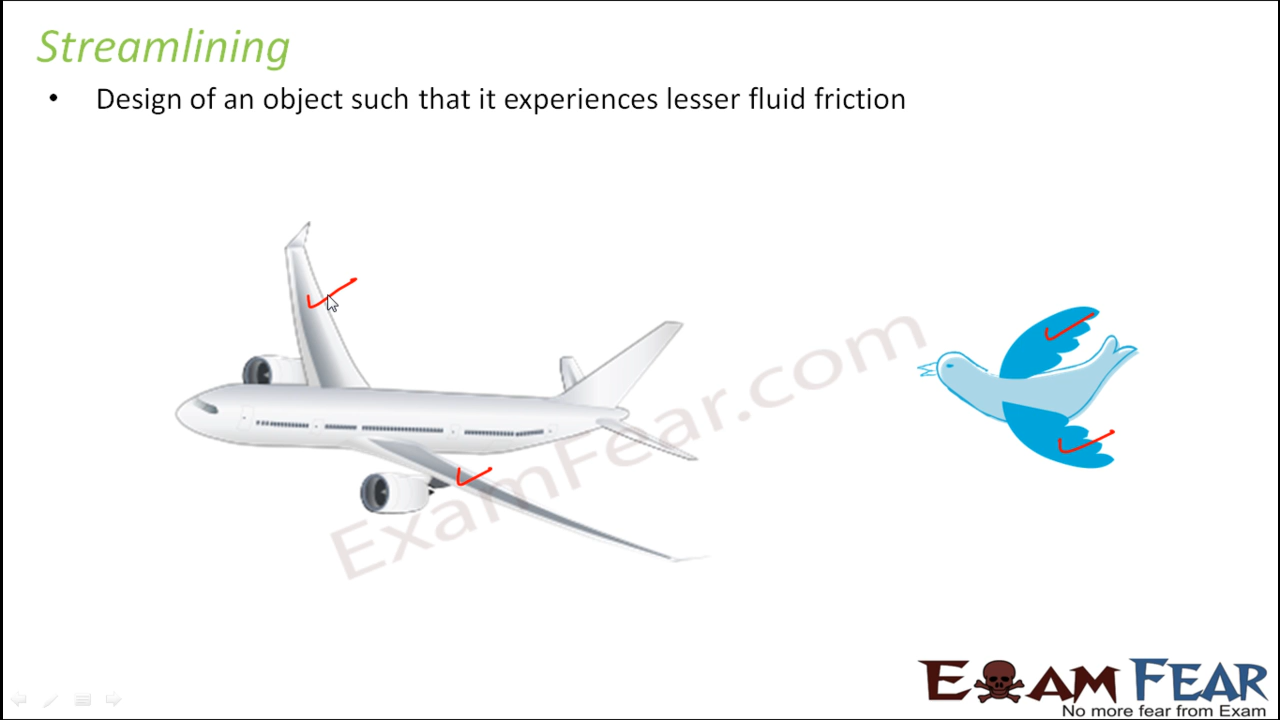 Streamlining
• Design of an object such that it experiences lesser fluid friction
ExamFear.com
EXAM FEAR
No more fear from Exam